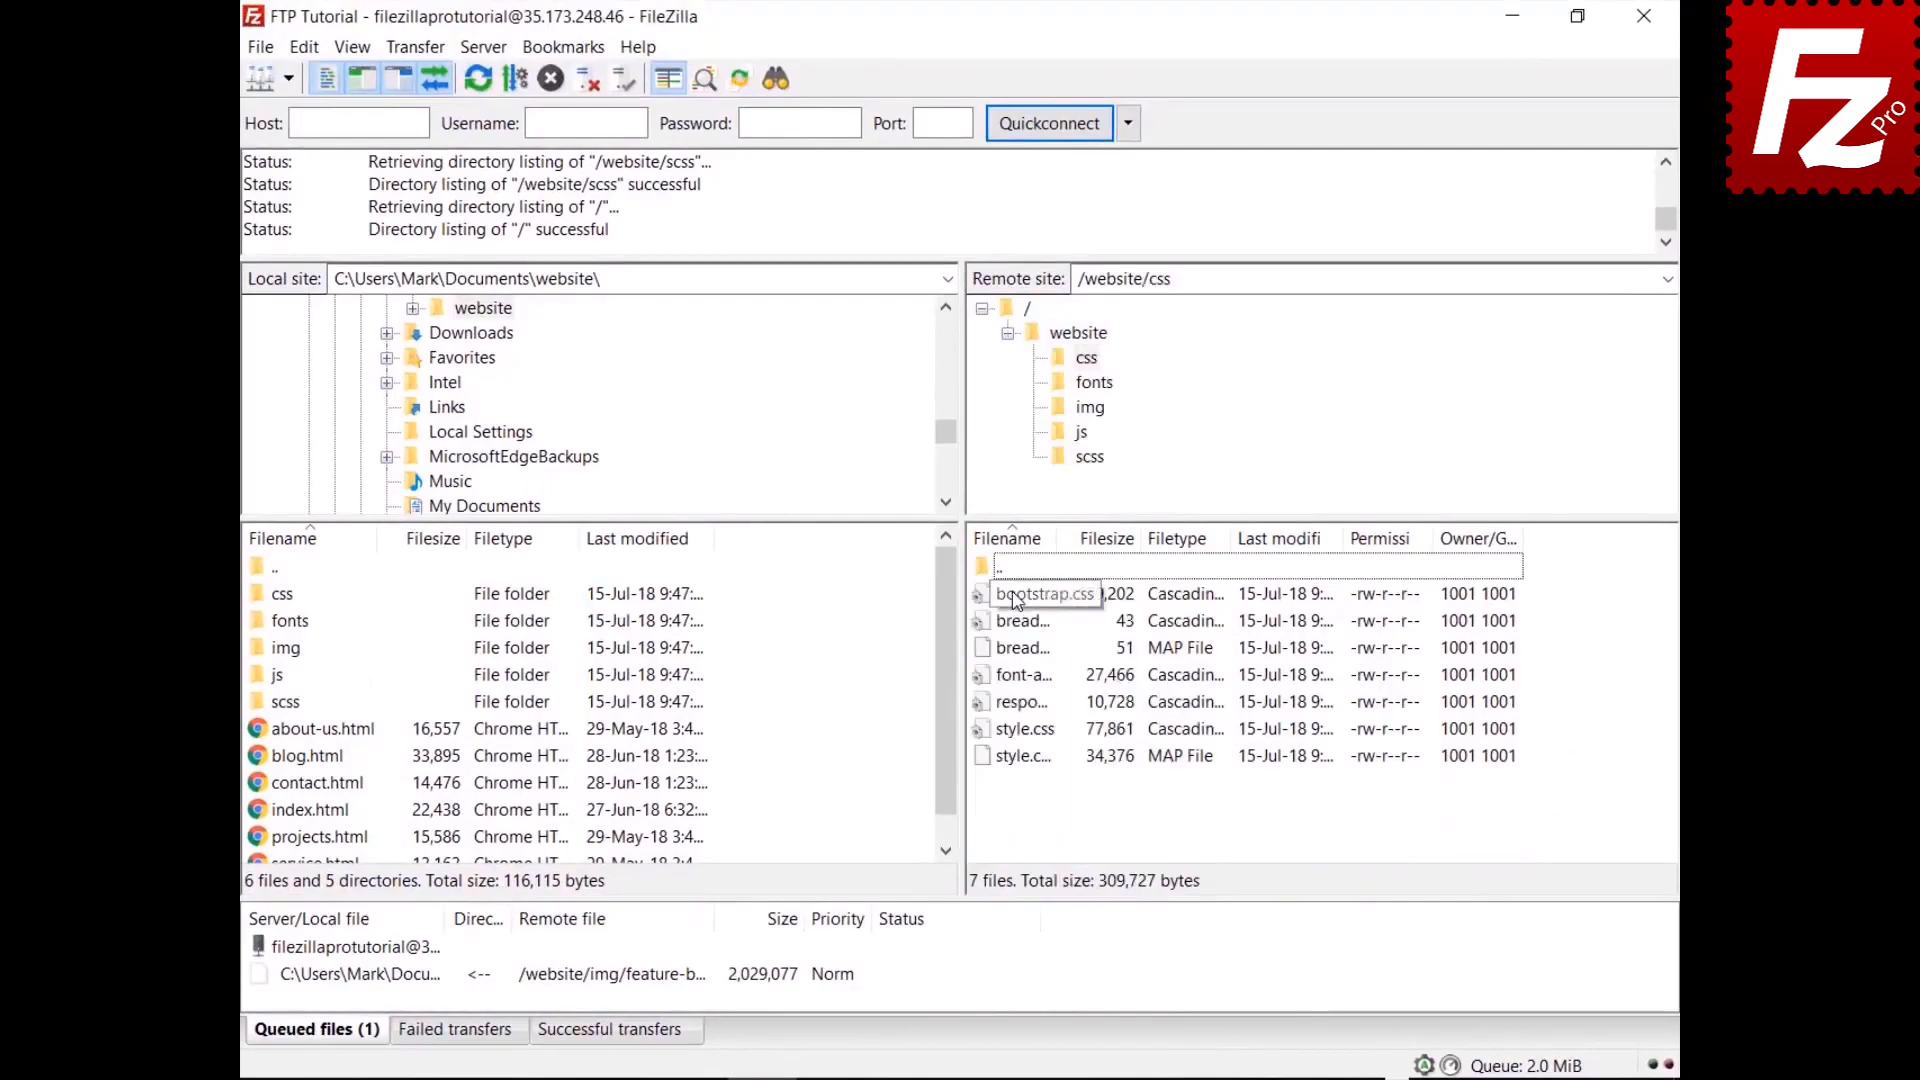 FTP Tutorial - filezillaprotutorial@35.173.248.46 - FileZilla
File Edit View Transfer Server Bookmarks Help
Host: Username: Password: Port: Quickconnect
Status: Retrieving directory listing of "/website/scss"...
Status: Directory listing of "/website/scss" successful
Status: Retrieving directory listing of "/"...
Status: Directory listing of "/" successful
Local site: C:\Users\Mark\Documents\website\
website
Downloads
Favorites
Intel
Links
Local Settings
MicrosoftEdgeBackups
Music
My Documents
Remote site: /website/css
/
website
css
fonts
img
js
scss
Filename Filesize Filetype Last modified
..
css File folder 15-Jul-18 9:47:...
fonts File folder 15-Jul-18 9:47:...
img File folder 15-Jul-18 9:47:...
js File folder 15-Jul-18 9:47:...
scss File folder 15-Jul-18 9:47:...
about-us.html 16,557 Chrome HT... 29-May-18 3:4...
blog.html 33,895 Chrome HT... 28-Jun-18 1:23:...
contact.html 14,476 Chrome HT... 28-Jun-18 1:23:...
index.html 22,438 Chrome HT... 27-Jun-18 6:32:...
projects.html 15,586 Chrome HT... 29-May-18 3:4...
6 files and 5 directories. Total size: 116,115 bytes
Filename Filesize Filetype Last modifi Permissi Owner/G...
..
bootstrap.css ,202 Cascadin... 15-Jul-18 9:... -rw-r--r-- 1001 1001
bread... 43 Cascadin... 15-Jul-18 9:... -rw-r--r-- 1001 1001
bread... 51 MAP File 15-Jul-18 9:... -rw-r--r-- 1001 1001
font-a... 27,466 Cascadin... 15-Jul-18 9:... -rw-r--r-- 1001 1001
respo... 10,728 Cascadin... 15-Jul-18 9:... -rw-r--r-- 1001 1001
style.css 77,861 Cascadin... 15-Jul-18 9:... -rw-r--r-- 1001 1001
style.c... 34,376 MAP File 15-Jul-18 9:... -rw-r--r-- 1001 1001
7 files. Total size: 309,727 bytes
Server/Local file Direc... Remote file Size Priority Status
filezillaprotutorial@3...
C:\Users\Mark\Docu... <-- /website/img/feature-b... 2,029,077 Norm
Queued files (1) Failed transfers Successful transfers
Queue: 2.0 MiB
Fz Pro